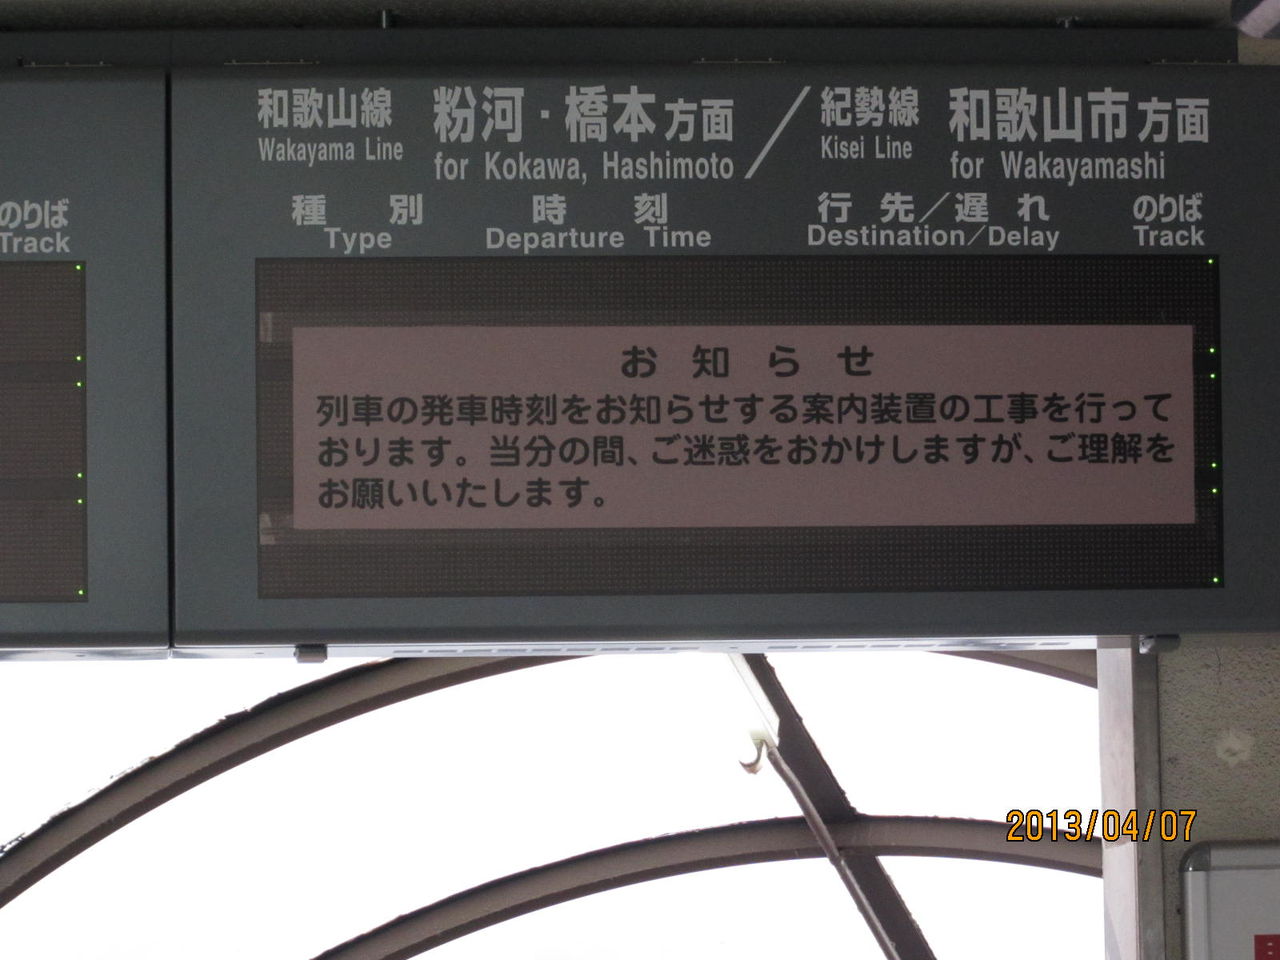 和歌山線 粉河・橋本方面／紀勢線 和歌山市方面
Wakayama Line for Kokawa, Hashimoto Kisei Line for Wakayamashi
種別 時刻 行先／遅れ のりば
Type Departure Time Destination／Delay Track
のりば
Track
お知らせ
列車の発車時刻をお知らせする案内装置の工事を行って
おります。当分の間、ご迷惑をおかけしますが、ご理解を
お願いいたします。
2013/04/07